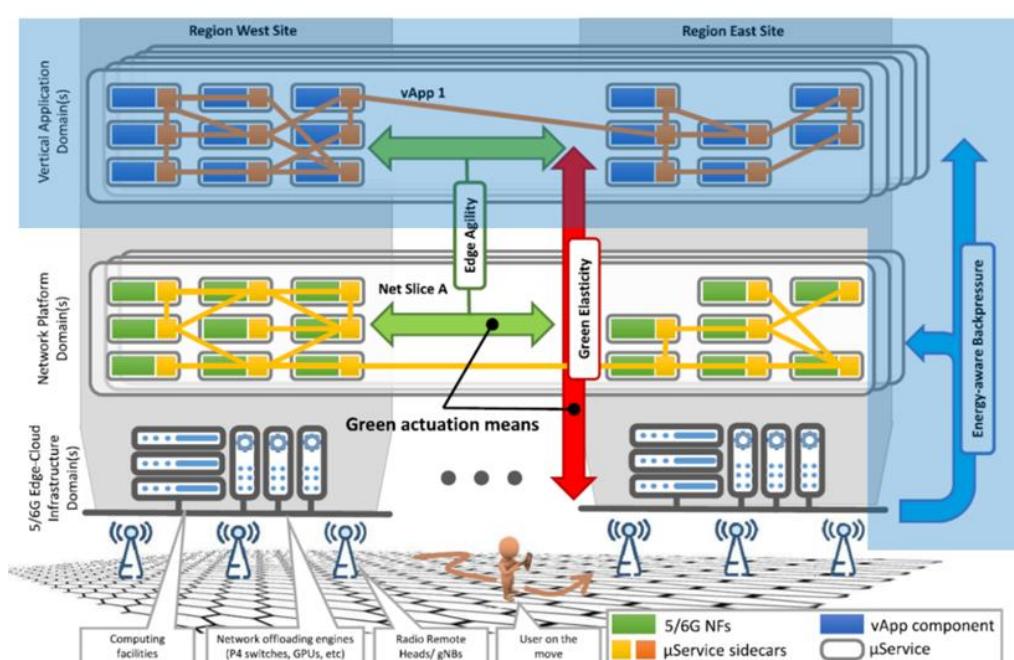 Region West Site
Region East Site
Vertical Application
Domain(s)
vApp 1
Edge Agility
Green Elasticity
Energy-aware Backpressure
Network Platform
Domain(s)
Net Slice A
Green actuation means
5/6G Edge-Cloud
Infrastructure
Domain(s)
Computing
facilities
Network offloading engines
(P4 switches, GPUs, etc)
Radio Remote
Heads/ gNBs
User on the
move
5/6G NFs
vApp component
μService sidecars
μService